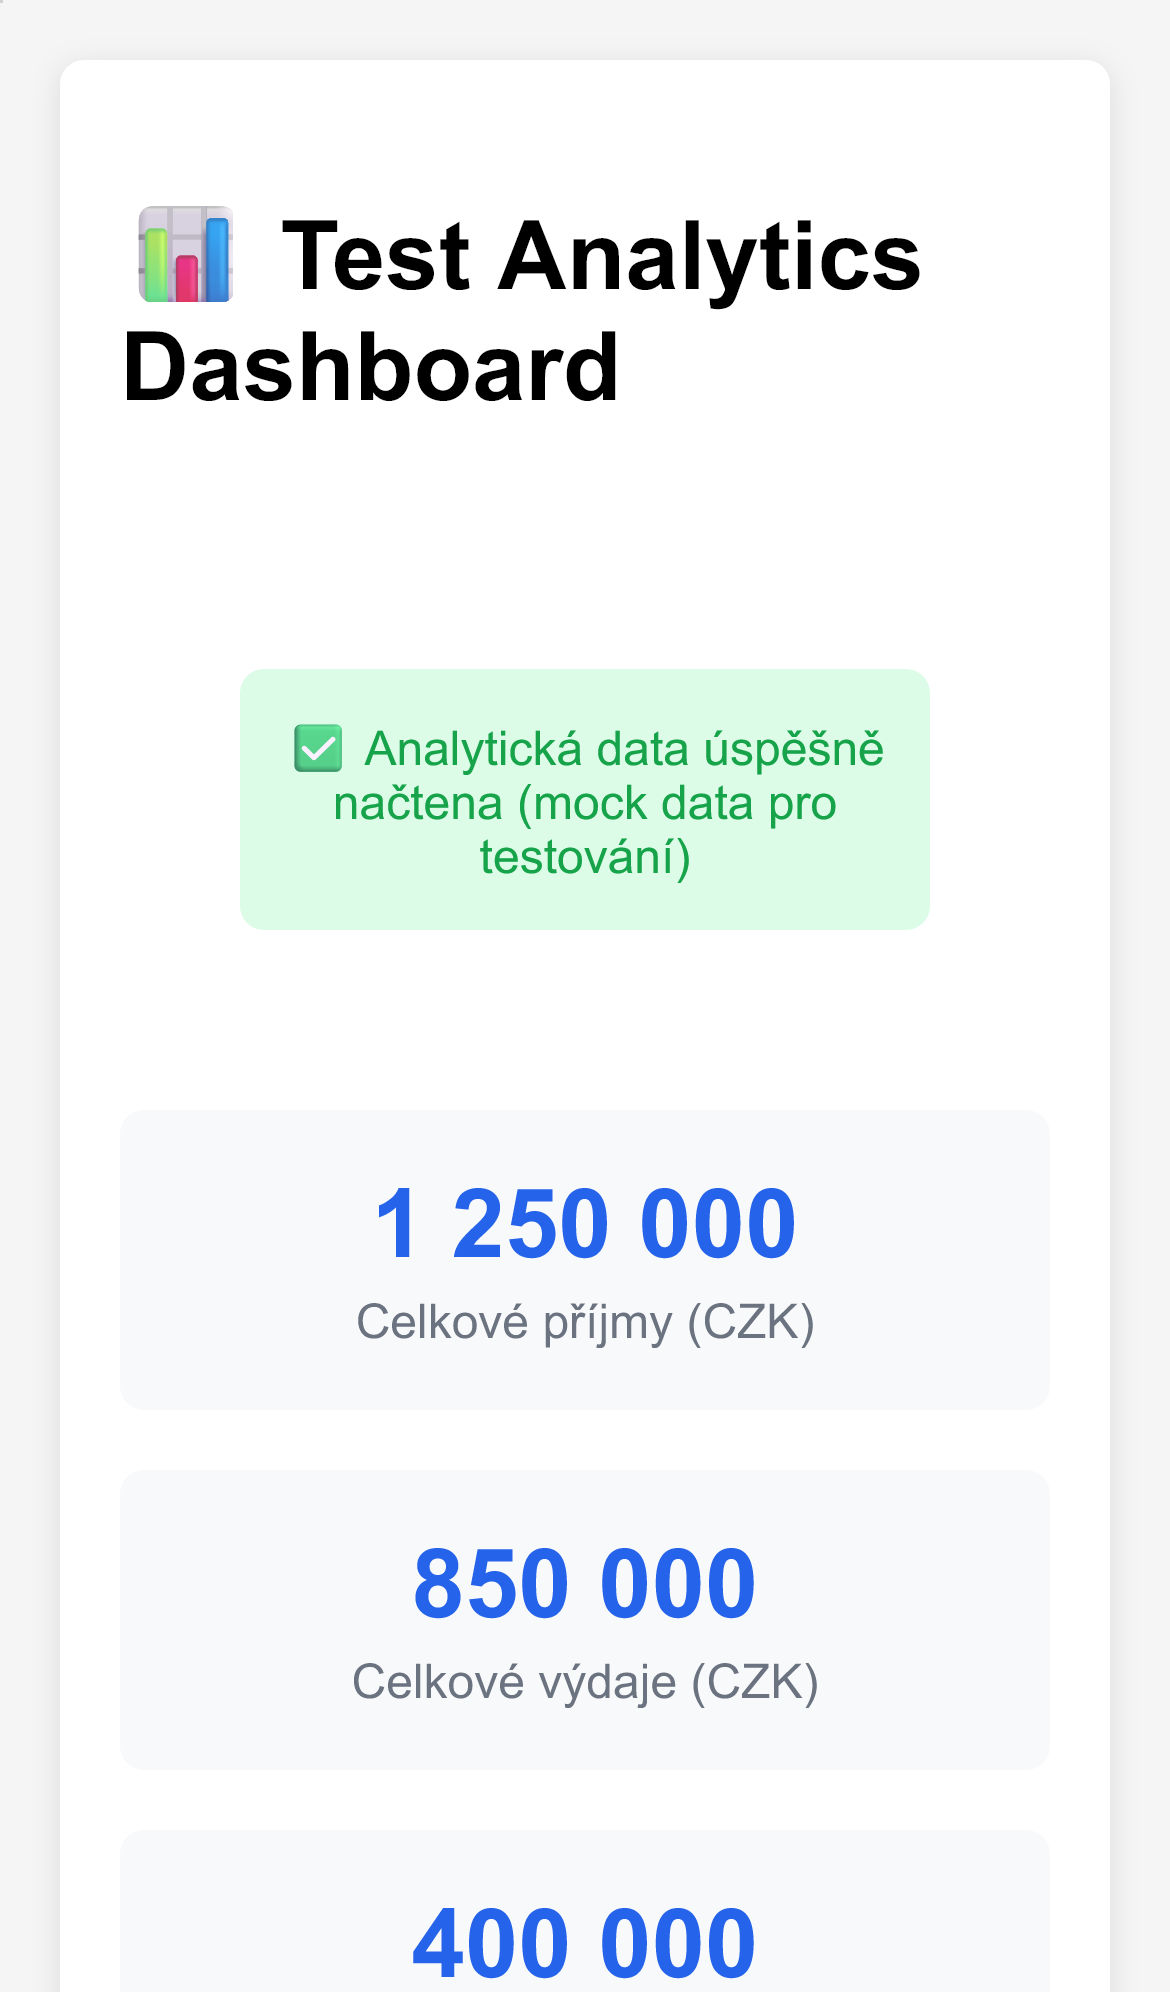 📊 Test Analytics
Dashboard
✅ Analytická data úspěšně
načtena (mock data pro
testování)
1 250 000
Celkové příjmy (CZK)
850 000
Celkové výdaje (CZK)
400 000